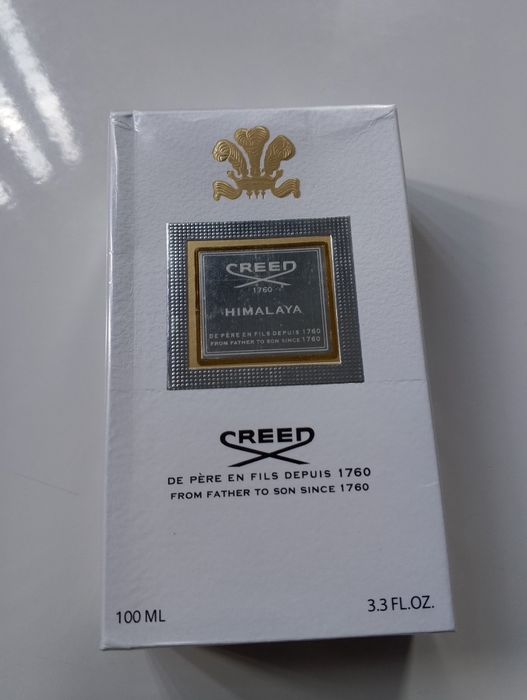 CREED
1760
HIMALAYA
DE PÈRE EN FILS DEPUIS 1760
FROM FATHER TO SON SINCE 1760
CREED
DE PÈRE EN FILS DEPUIS 1760
FROM FATHER TO SON SINCE 1760
100 ML 3.3 FL.OZ.